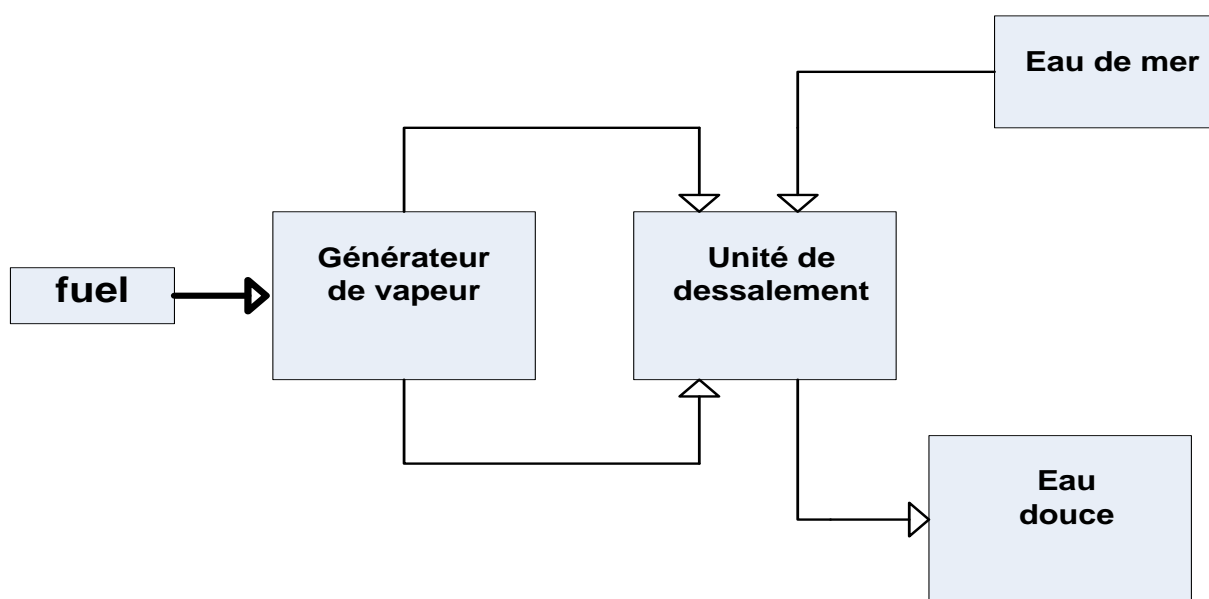 Eau de mer
Générateur
de vapeur
Unité de
dessalement
fuel
Eau
douce